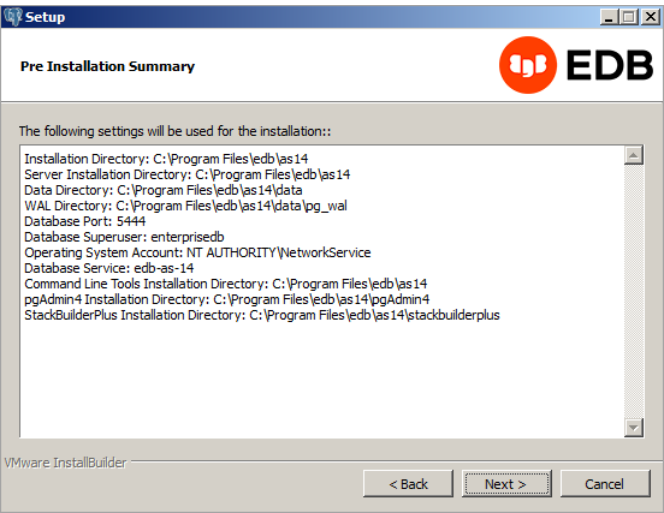 Setup
Pre Installation Summary
EDB
The following settings will be used for the installation::
Installation Directory: C:\Program Files\edb\as14
Server Installation Directory: C:\Program Files\edb\as14
Data Directory: C:\Program Files\edb\as14\data
WAL Directory: C:\Program Files\edb\as14\data\pg_wal
Database Port: 5444
Database Superuser: enterprisedb
Operating System Account: NT AUTHORITY\NetworkService
Database Service: edb-as-14
Command Line Tools Installation Directory: C:\Program Files\edb\as14
pgAdmin4 Installation Directory: C:\Program Files\edb\as14\pgAdmin4
StackBuilderPlus Installation Directory: C:\Program Files\edb\as14\stackbuilderplus
VMware InstallBuilder
< Back
Next >
Cancel